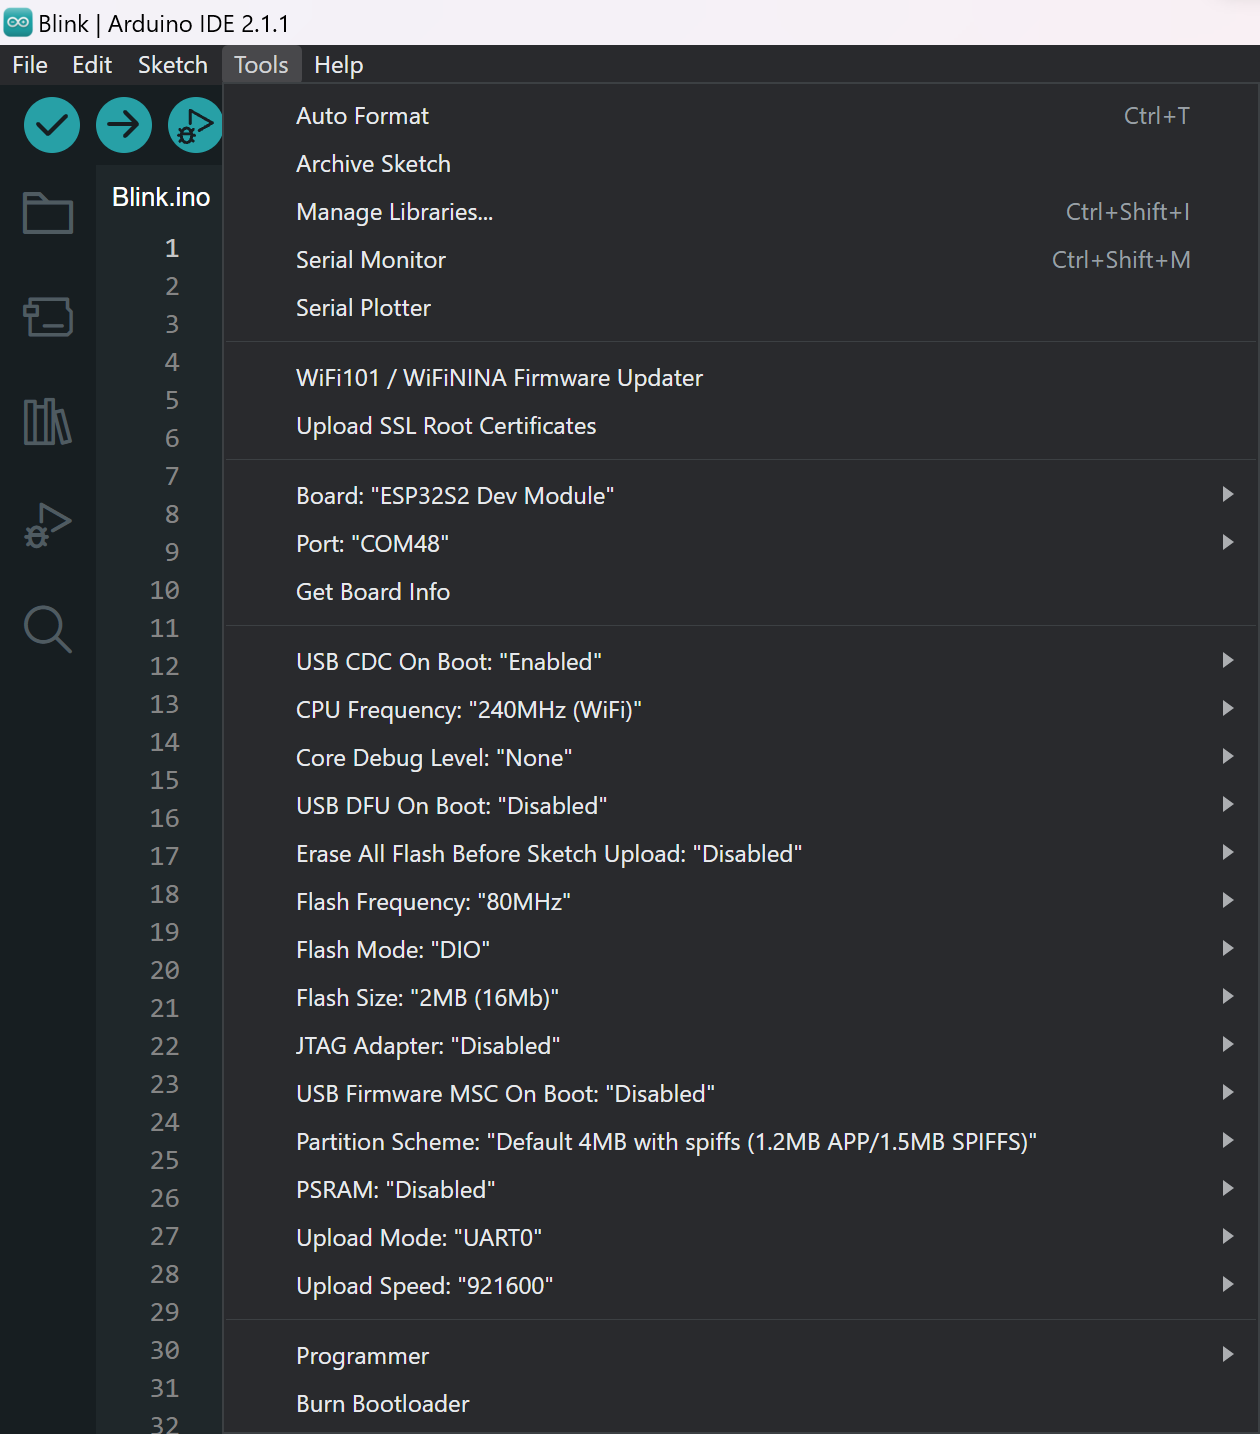 Blink | Arduino IDE 2.1.1
File Edit Sketch Tools Help
Auto Format Ctrl+T
Archive Sketch
Manage Libraries... Ctrl+Shift+I
Serial Monitor Ctrl+Shift+M
Serial Plotter
WiFi101 / WiFiNINA Firmware Updater
Upload SSL Root Certificates
Board: "ESP32S2 Dev Module"
Port: "COM48"
Get Board Info
USB CDC On Boot: "Enabled"
CPU Frequency: "240MHz (WiFi)"
Core Debug Level: "None"
USB DFU On Boot: "Disabled"
Erase All Flash Before Sketch Upload: "Disabled"
Flash Frequency: "80MHz"
Flash Mode: "DIO"
Flash Size: "2MB (16Mb)"
JTAG Adapter: "Disabled"
USB Firmware MSC On Boot: "Disabled"
Partition Scheme: "Default 4MB with spiffs (1.2MB APP/1.5MB SPIFFS)"
PSRAM: "Disabled"
Upload Mode: "UART0"
Upload Speed: "921600"
Programmer
Burn Bootloader
Blink.ino
1
2
3
4
5
6
7
8
9
10
11
12
13
14
15
16
17
18
19
20
21
22
23
24
25
26
27
28
29
30
31
32